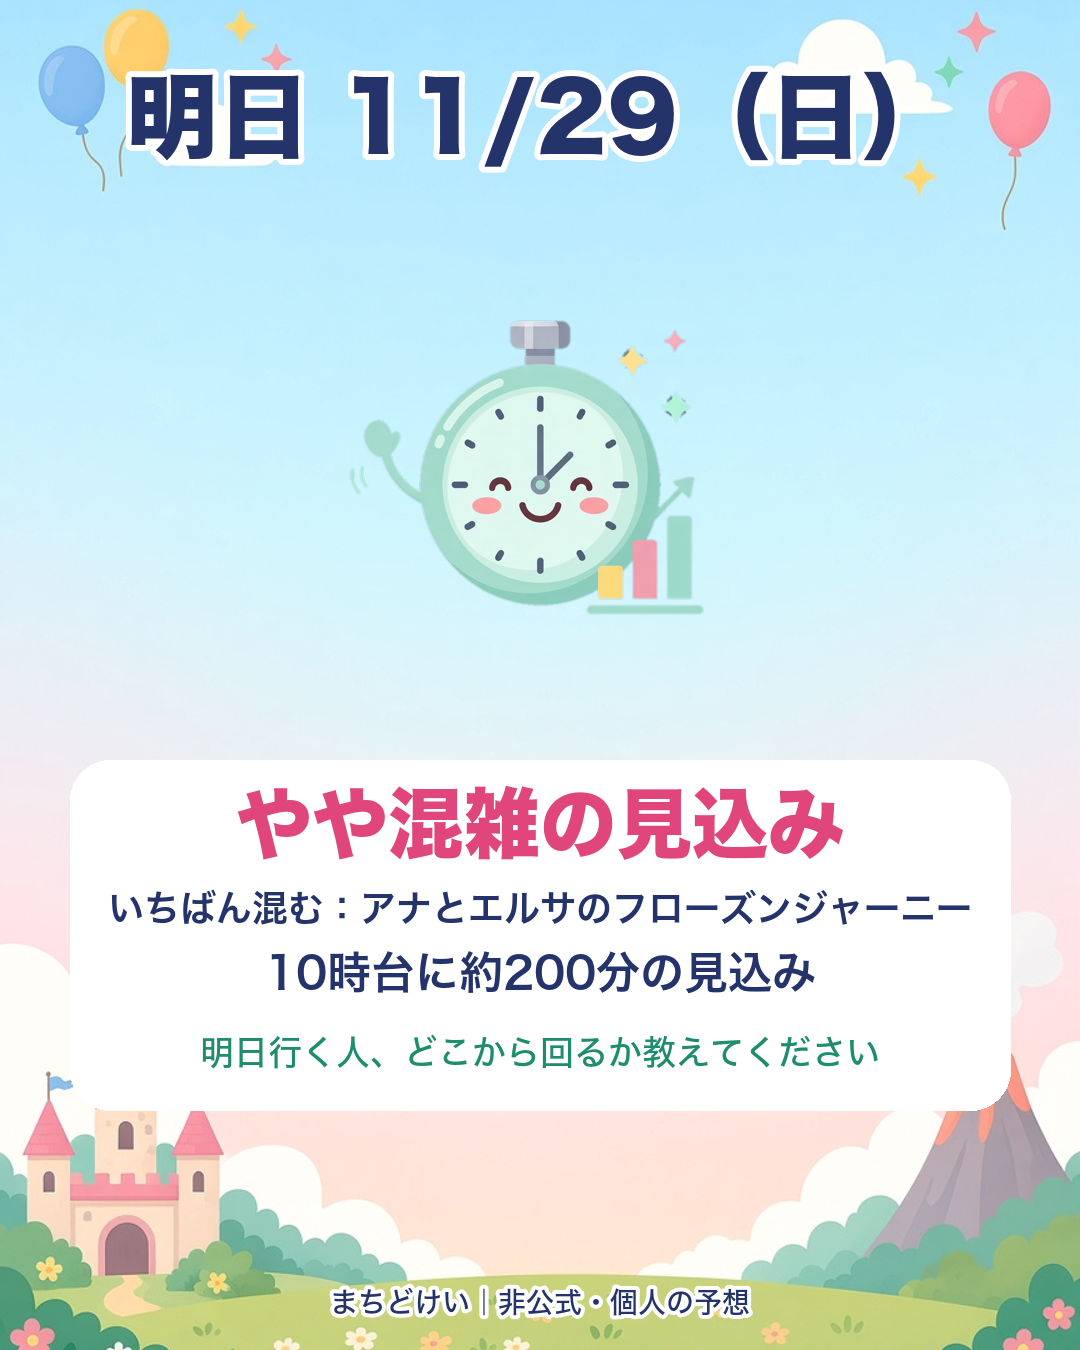 明日 11/29（日）
やや混雑の見込み
いちばん混む：アナとエルサのフローズンジャーニー
10時台に約200分の見込み
明日行く人、どこから回るか教えてください
まちどけい｜非公式・個人の予想